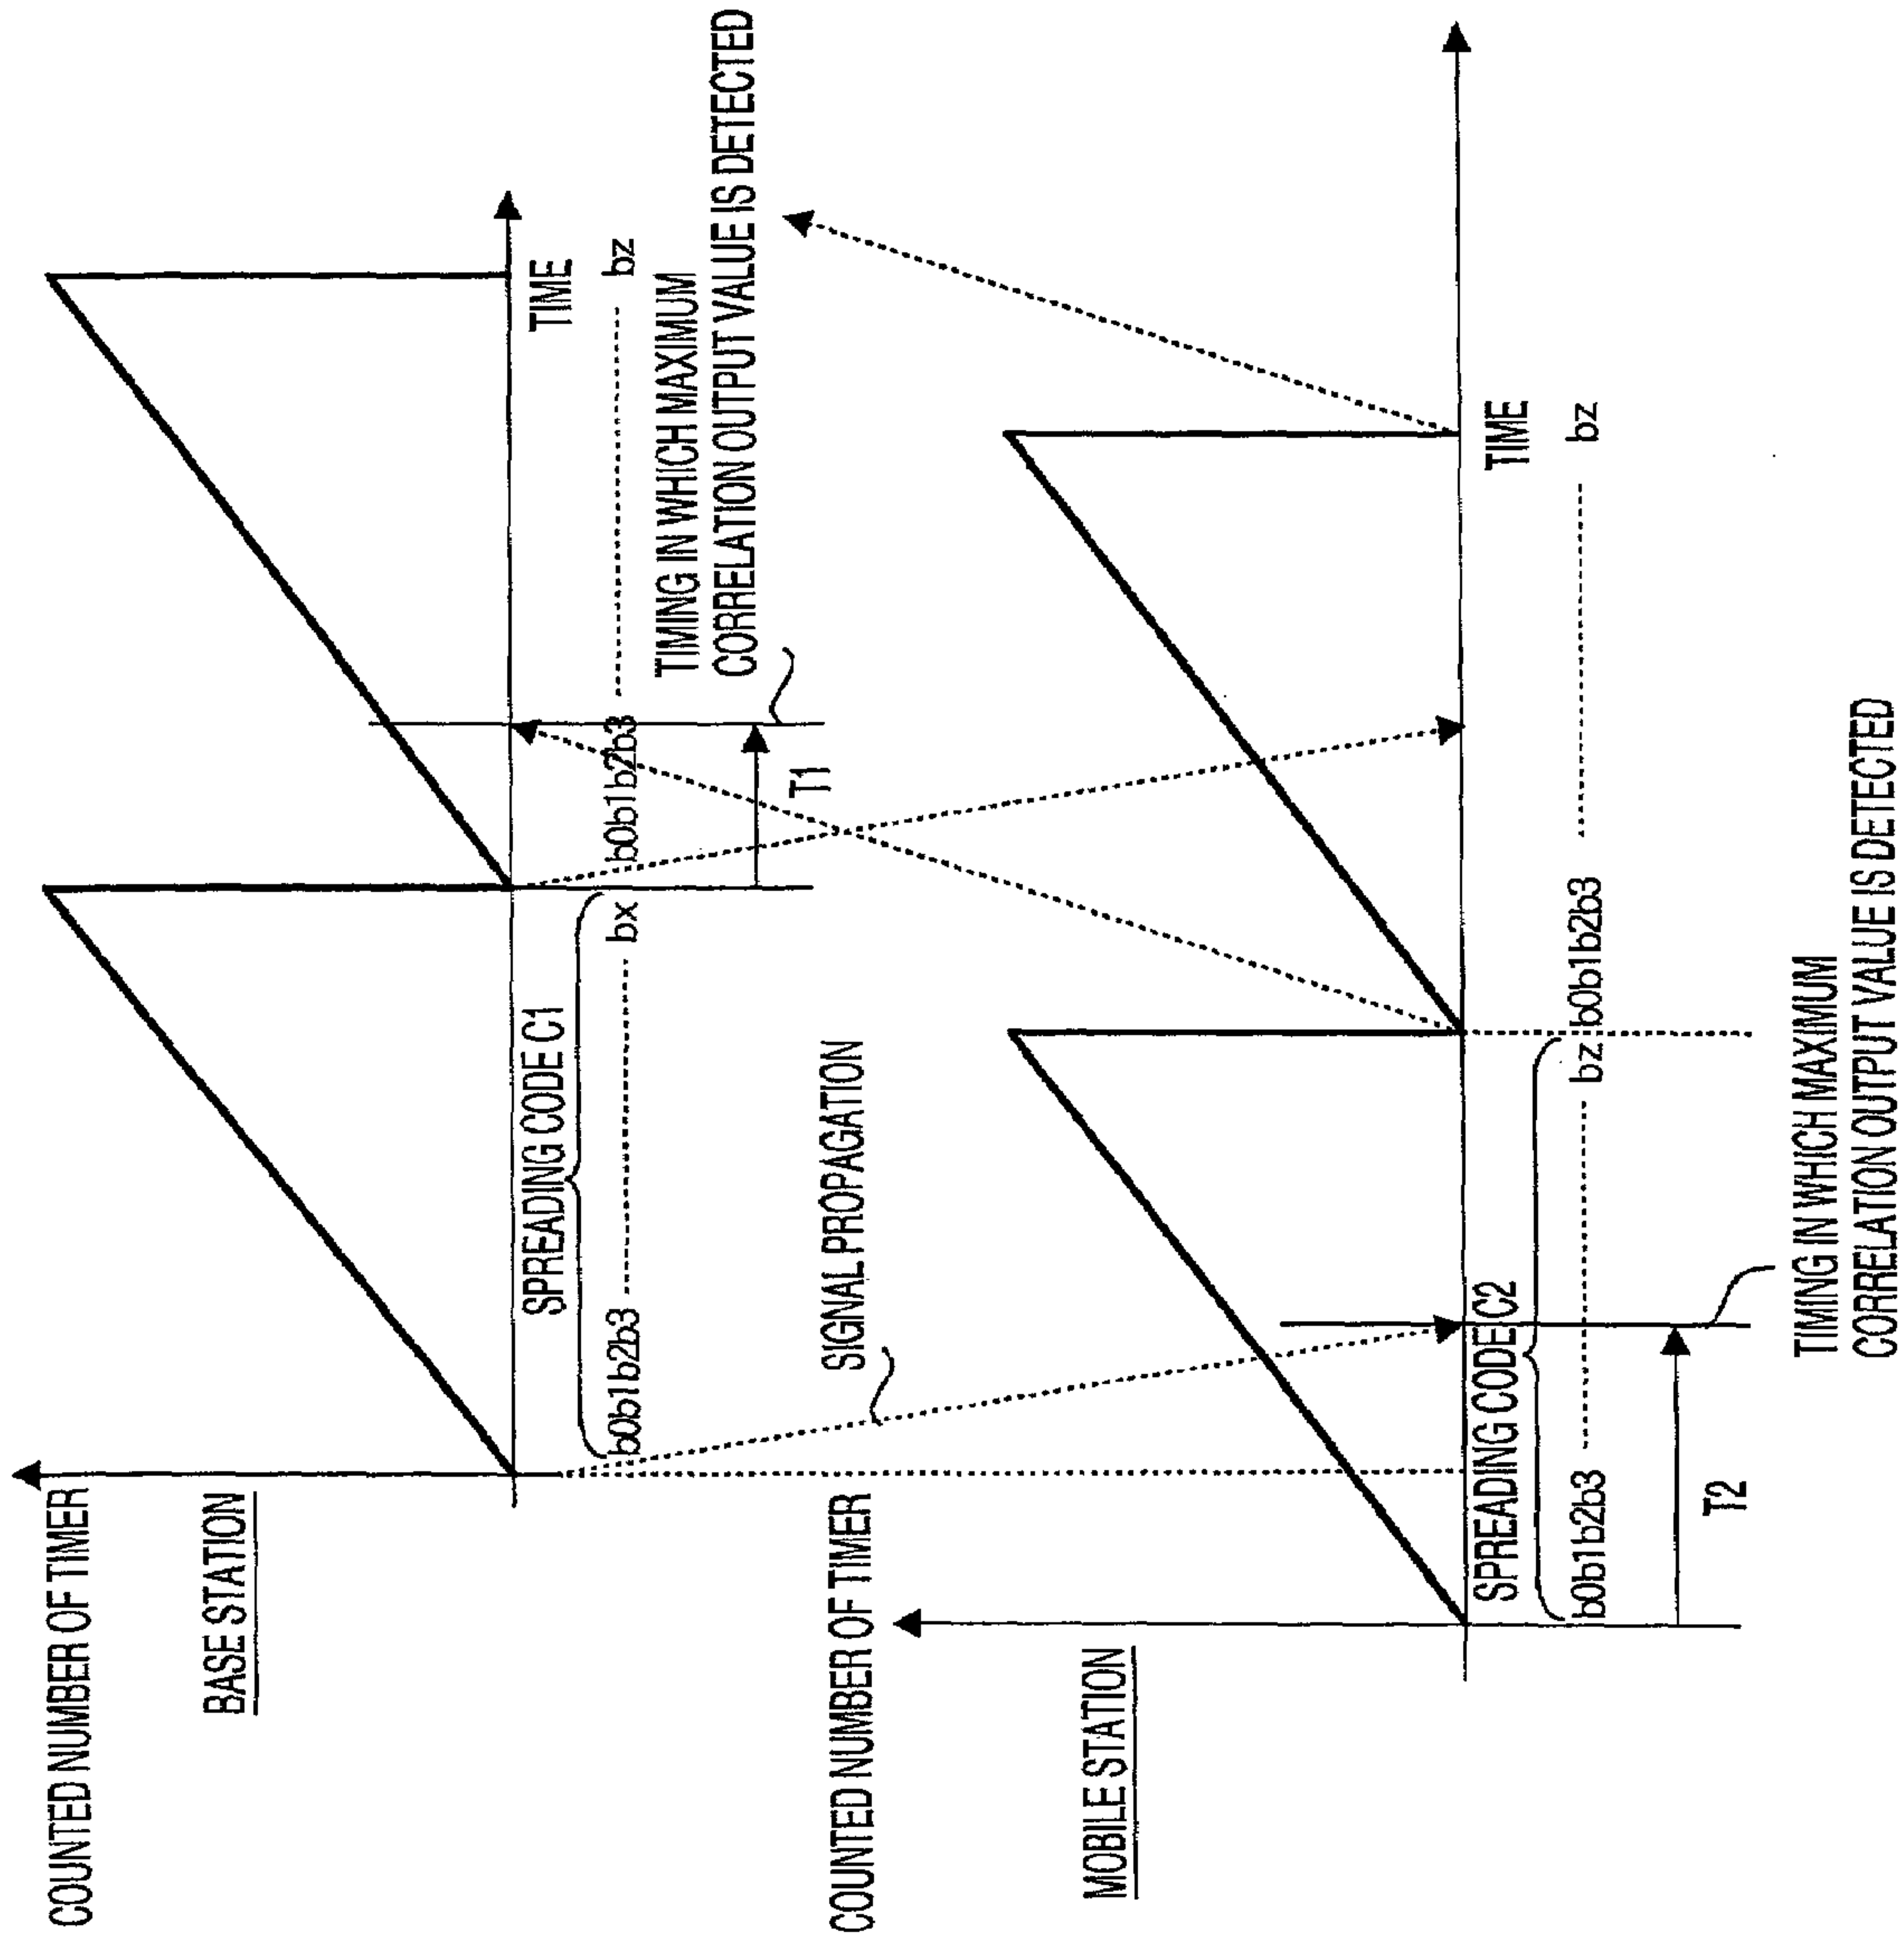 COUNTED NUMBER OF TIMER
BASE STATION
SPREADING CODE C1
b0b1b2b3 bx b0b1b2b3 bz
TIME
T1
TIMING IN WHICH MAXIMUM
CORRELATION OUTPUT VALUE IS DETECTED
SIGNAL PROPAGATION
COUNTED NUMBER OF TIMER
MOBILE STATION
SPREADING CODE C2
b0b1b2b3 bz b0b1b2b3 bz
TIME
T2
TIMING IN WHICH MAXIMUM
CORRELATION OUTPUT VALUE IS DETECTED